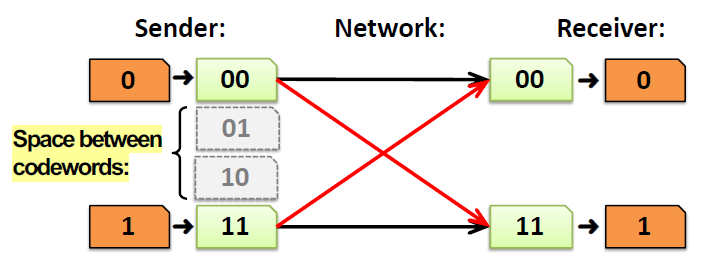 Sender: Network: Receiver:
0 00 00 0
01
Space between
codewords:
10
1 11 11 1